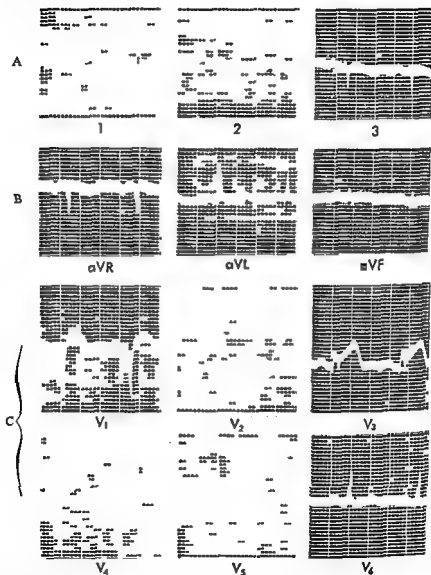 A
1 2 3
B
aVR aVL aVF
C
V₁ V₂ V₃
V₄ V₅ V₆